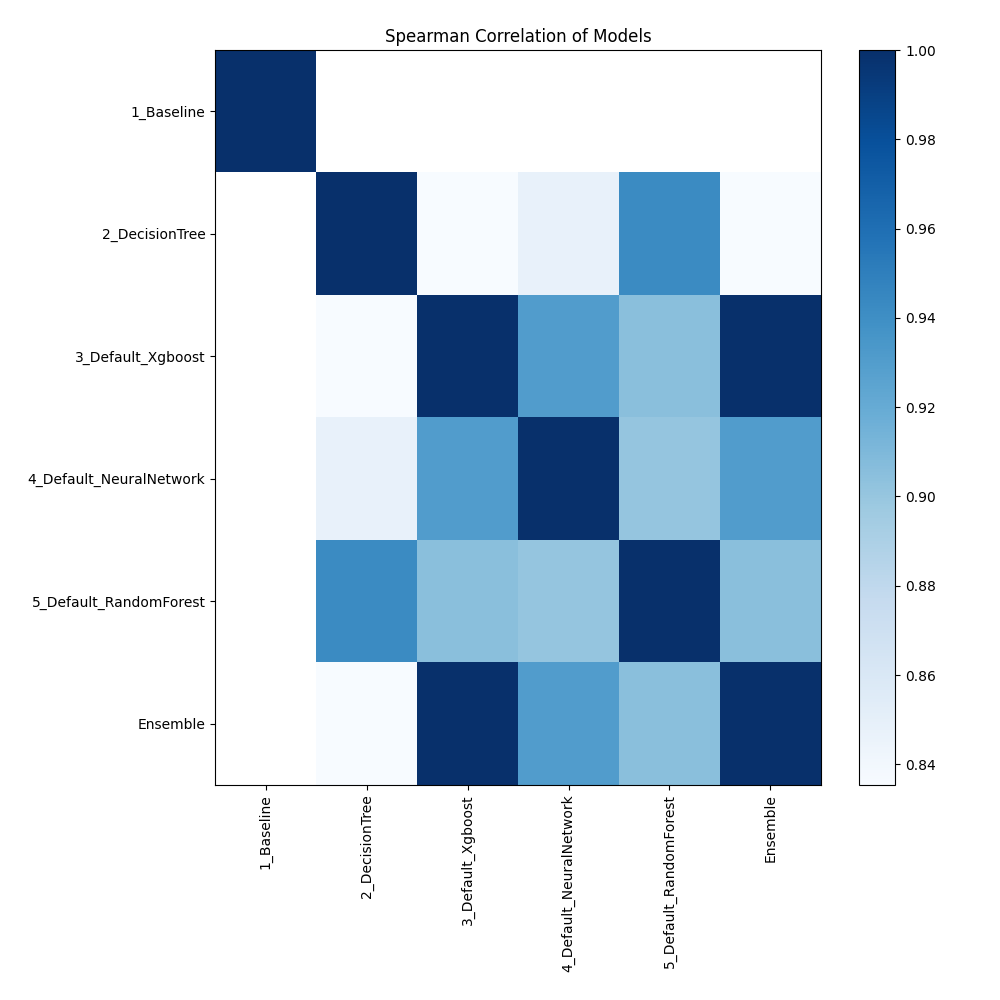 Spearman Correlation of Models
1_Baseline
2_DecisionTree
3_Default_Xgboost
4_Default_NeuralNetwork
5_Default_RandomForest
Ensemble
1_Baseline
2_DecisionTree
3_Default_Xgboost
4_Default_NeuralNetwork
5_Default_RandomForest
Ensemble
1.00
0.98
0.96
0.94
0.92
0.90
0.88
0.86
0.84